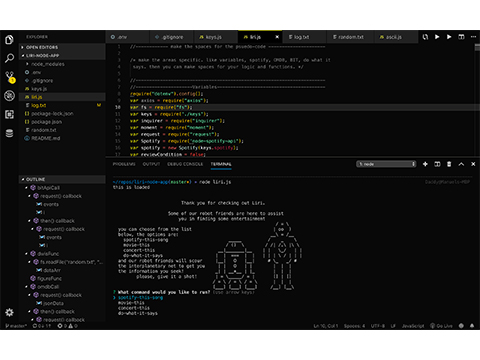 .env
.gitignore
keys.js
liri.js
log.txt
random.txt
ascii.js
EXPLORER
OPEN EDITORS
LIRI-NODE-APP
node_modules
.env
.gitignore
keys.js
liri.js
log.txt
M
package-lock.json
package.json
random.txt
README.md
OUTLINE
bitApiCall
then() callback
events
request() callback
events
then() callback
dataFunc
fs.readFile("random.txt", "
dataArr
figureFunc
omdbCall
request() callback
jsonData
then() callback
//---------- make the spaces for the pseudo-code
/* make the areas specific, like variables, spotify, OMDB, BIT, do what it
says, then you can make spaces for your logic and functions. */
Variables
require("dotenv").config();
var axios = require("axios");
var fs = require("fs");
var keys = require("./keys");
var inquirer = require("inquirer");
var moment = require("moment");
var request = require("request");
var Spotify = require('node-spotify-api');
var spotify = new Spotify(keys.spotify);
var reviewCondition = false;
PROBLEMS
OUTPUT
DEBUG CONSOLE
TERMINAL
1: node
~/repos/liri-node-app(master*) » node liri.js
this is loaded
Thank you for checking out Liri.
Some of our robot friends are here to assist
you in finding some entertainment
you can choose from the list
below, the options are:
spotify-this-song
movie-this
concert-this
do-what-it-says
and our robot friends will scour
the interplanetary net to get you
the information you seek!
please, give it a shot!
? What command would you like to run? (Use arrow keys)
spotify-this-song
movie-this
concert-this
do-what-it-says
master*
Ln 10, Col 1
Spaces: 4
UTF-8
LF
JavaScript
Go Live